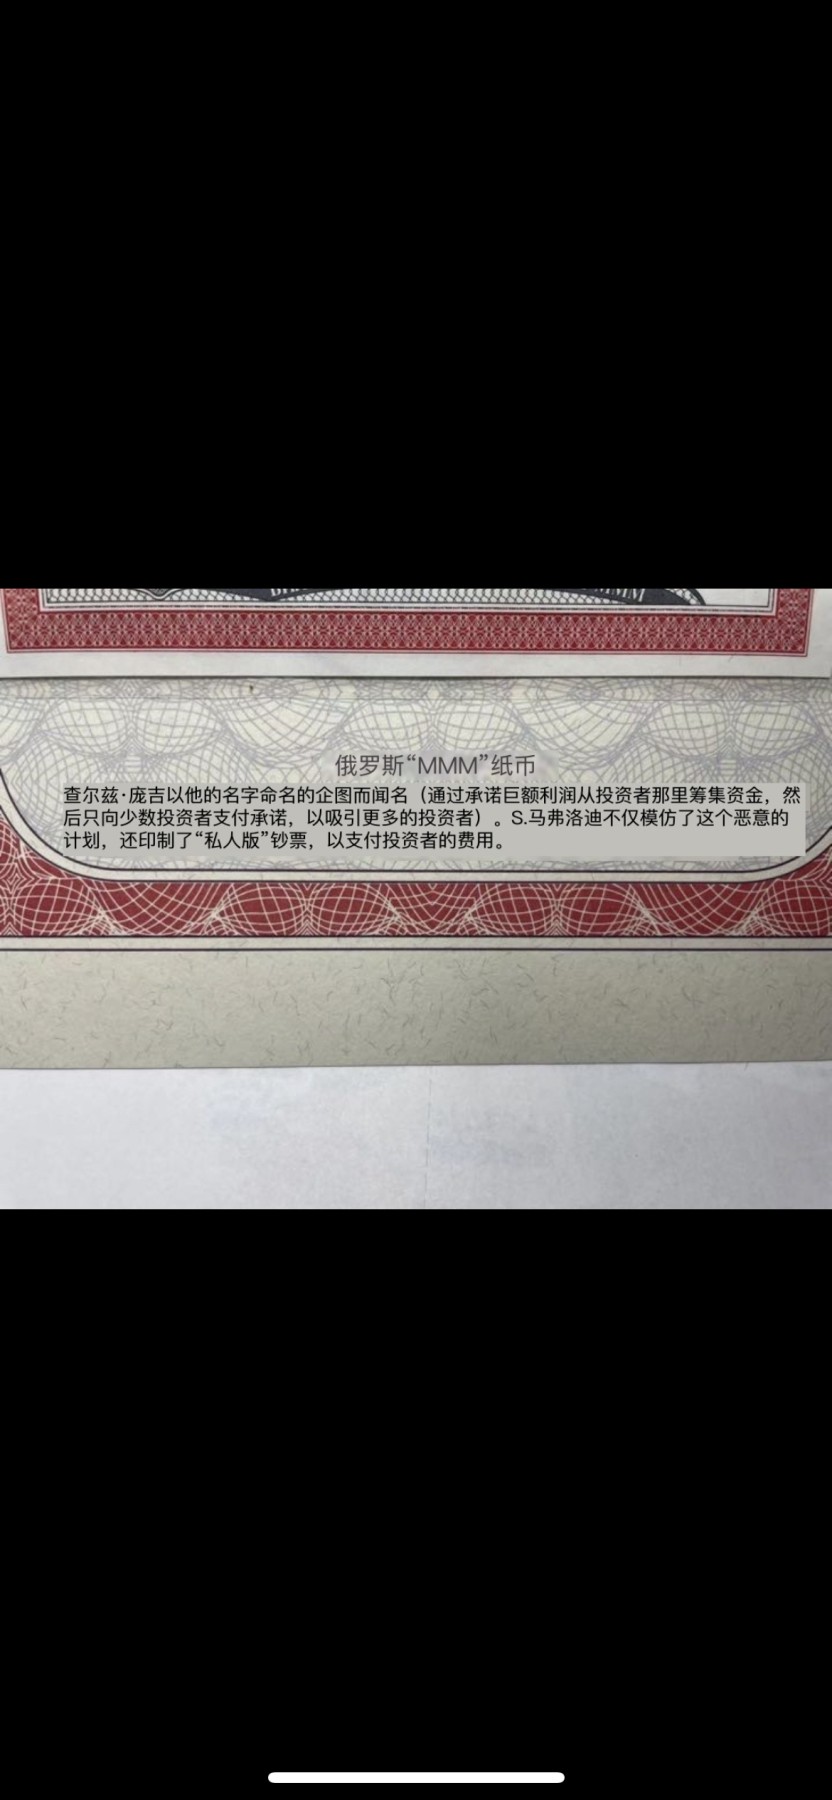 俄罗斯“MMM”纸币
查尔兹·庞吉以他的名字命名的企图而闻名（通过承诺巨额利润从投资者那里筹集资金，然
后只向少数投资者支付承诺，以吸引更多的投资者）。S.马弗洛迪不仅模仿了这个恶意的
计划，还印制了“私人版”钞票，以支付投资者的费用。